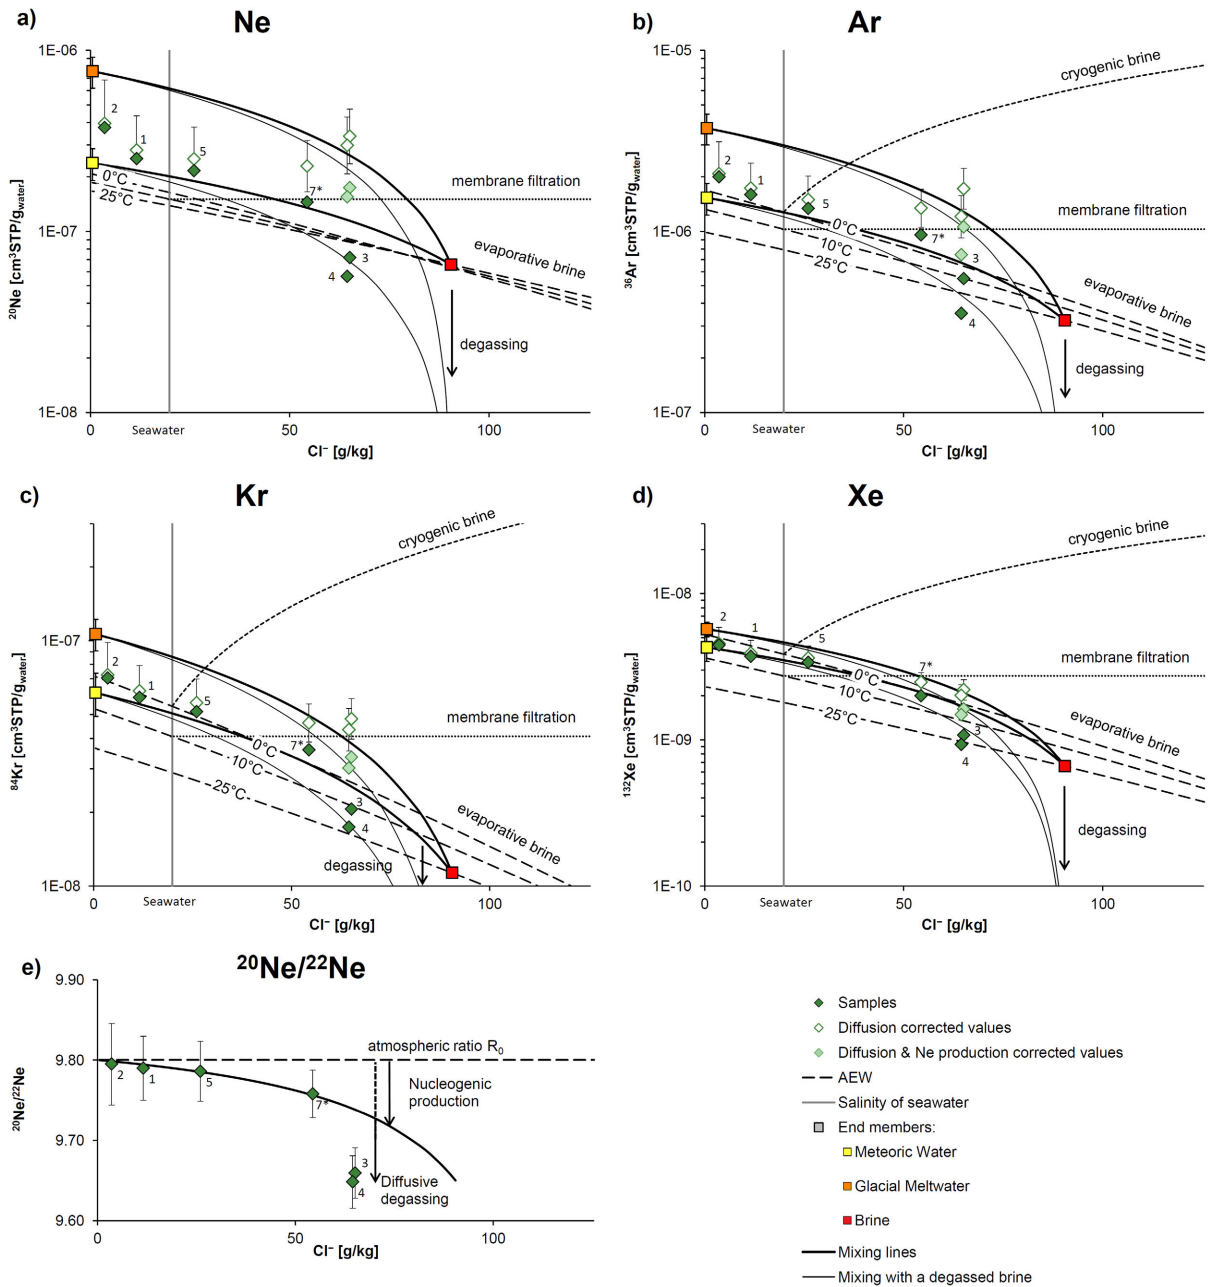 a)
Ne
1E-06
1E-07
1E-08
²⁰Ne [cm³STP/g_water]
2
1
5
7*
3
4
0°C
25°C
membrane filtration
evaporative brine
degassing
0
Seawater
50
100
Cl⁻ [g/kg]
b)
Ar
1E-05
1E-06
1E-07
³⁶Ar [cm³STP/g_water]
cryogenic brine
2
1
5
7*
3
4
0°C
10°C
25°C
membrane filtration
evaporative brine
degassing
0
Seawater
50
100
Cl⁻ [g/kg]
c)
Kr
1E-07
1E-08
⁸⁴Kr [cm³STP/g_water]
cryogenic brine
2
1
5
7*
3
4
0°C
10°C
25°C
membrane filtration
evaporative brine
degassing
0
Seawater
50
100
Cl⁻ [g/kg]
d)
Xe
1E-08
1E-09
1E-10
¹³²Xe [cm³STP/g_water]
cryogenic brine
2
1
5
7*
3
4
0°C
10°C
25°C
membrane filtration
evaporative brine
degassing
0
Seawater
50
100
Cl⁻ [g/kg]
e)
²⁰Ne/²²Ne
9.90
9.80
9.70
9.60
²⁰Ne/²²Ne
atmospheric ratio R₀
Nucleogenic
production
2
1
5
7*
3
4
Diffusive
degassing
0
50
100
Cl⁻ [g/kg]
Samples
Diffusion corrected values
Diffusion & Ne production corrected values
AEW
Salinity of seawater
End members:
Meteoric Water
Glacial Meltwater
Brine
Mixing lines
Mixing with a degassed brine